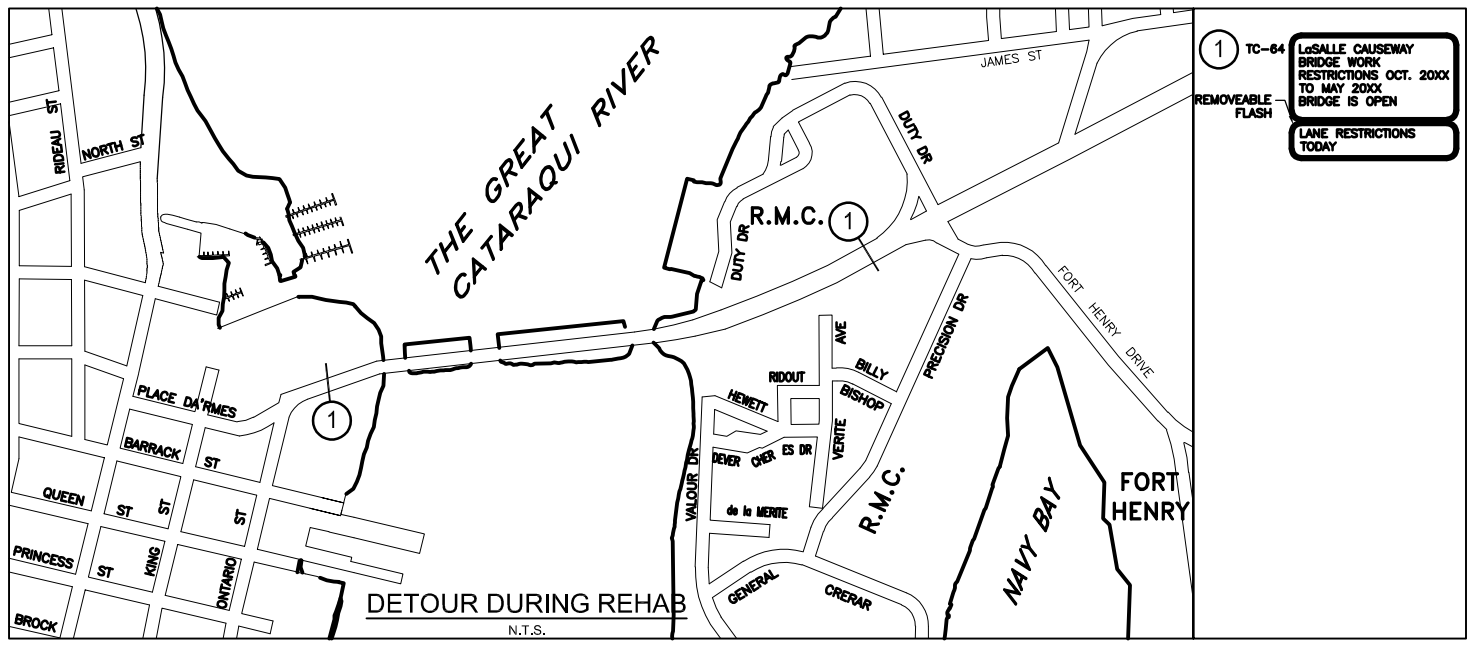 JAMES ST
RIDEAU ST
NORTH ST
THE GREAT
CATARAQUI RIVER
DUTY DR
R.M.C.
1
DUTY DR
FORT HENRY DRIVE
PRECISION DR
AVE
BILLY
BISHOP
RIDOUT
HEWETT
VERITE
DEVER CHER ES DR
VALOUR DR
de la MERITE
R.M.C.
GENERAL
CRERAR
NAVY BAY
FORT
HENRY
PLACE DA'RMES
1
BARRACK ST
QUEEN ST
KING ST
ONTARIO ST
PRINCESS ST
BROCK
DETOUR DURING REHAB
N.T.S.
1 TC-64
LaSALLE CAUSEWAY
BRIDGE WORK
RESTRICTIONS OCT. 20XX
TO MAY 20XX
BRIDGE IS OPEN
REMOVEABLE
FLASH
LANE RESTRICTIONS
TODAY